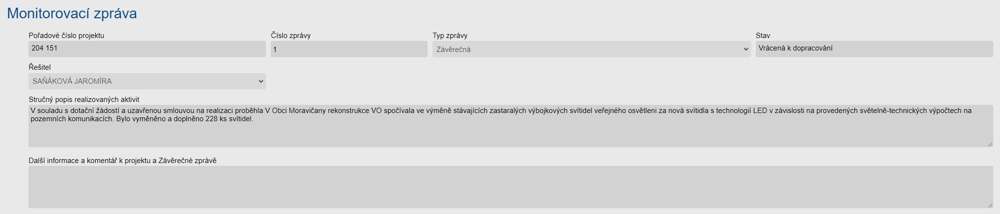 Monitorovací zpráva
Pořadové číslo projektu
Číslo zprávy
Typ zprávy
Stav
204 151
1
Závěrečná
Vrácená k dopracování
Řešitel
SAŇÁKOVÁ JAROMÍRA
Stručný popis realizovaných aktivit
V souladu s dotační žádostí a uzavřenou smlouvou na realizaci proběhla V Obci Moravičany rekonstrukce VO spočívala ve výměně stávajících zastaralých výbojkových svítidel veřejného osvětleni za nová svítidla s technologií LED v závislosti na provedených světelně-technických výpočtech na
pozemních komunikacích. Bylo vyměněno a doplněno 228 ks svítidel.
Další informace a komentář k projektu a Závěrečné zprávě